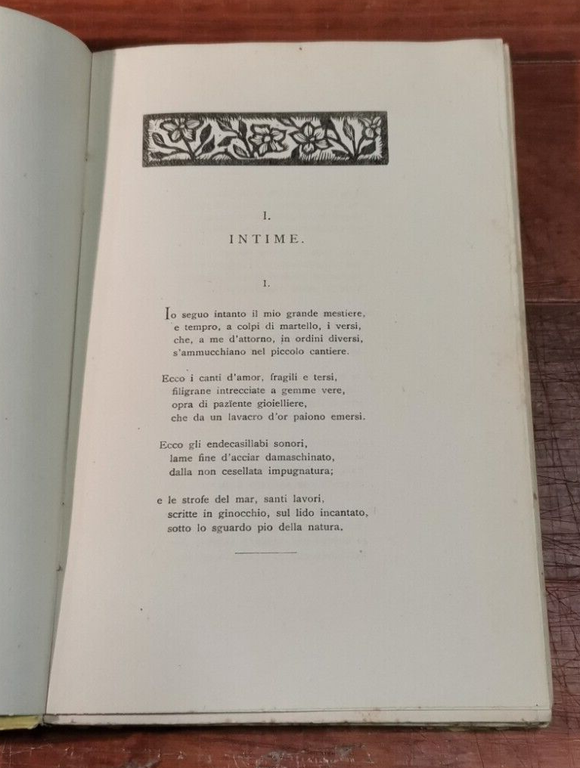 I.
INTIME.
I.
Io seguo intanto il mio grande mestiere,
e tempro, a colpi di martello, i versi,
che, a me d'attorno, in ordini diversi,
s'ammucchiano nel piccolo cantiere.
Ecco i canti d'amor, fragili e tersi,
filigrane intrecciate a gemme vere,
opra di pazïente gioielliere,
che da un lavacro d'or paiono emersi.
Ecco gli endecasillabi sonori,
lame fine d'acciar damaschinato,
dalla non cesellata impugnatura;
e le strofe del mar, santi lavori,
scritte in ginocchio, sul lido incantato,
sotto lo sguardo pio della natura.